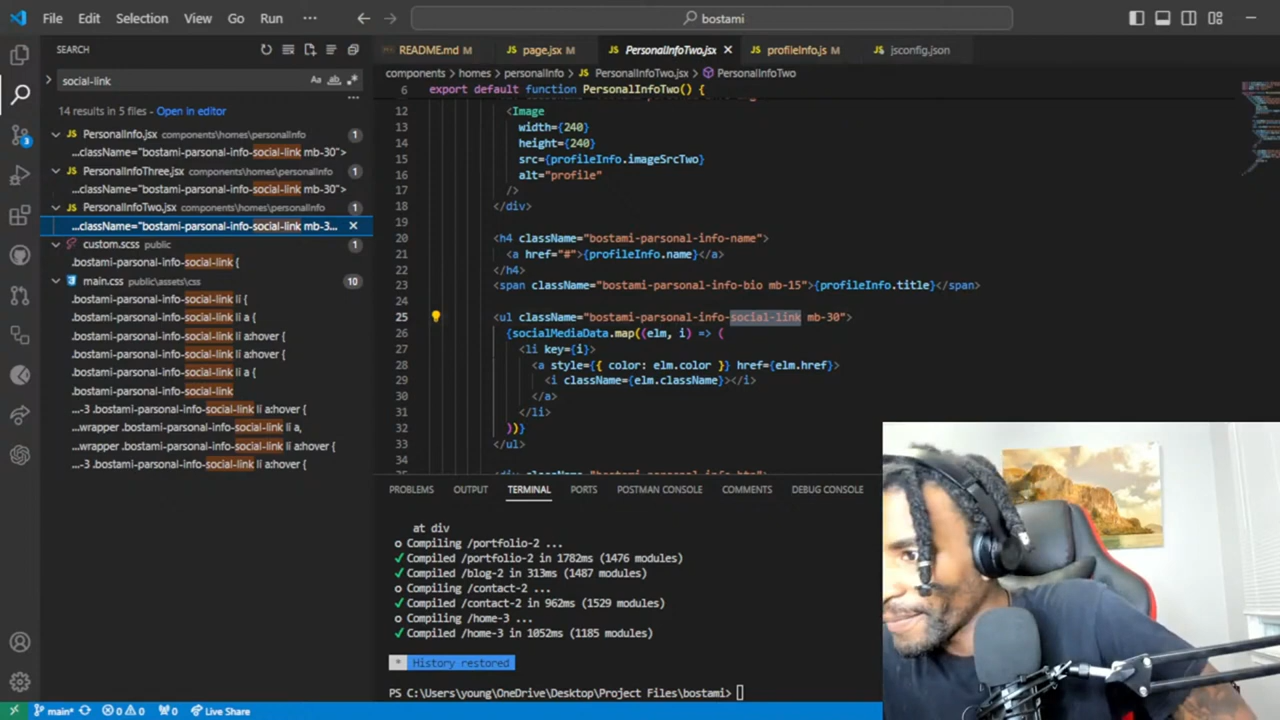 File Edit Selection View Go Run ··· bostami
SEARCH
social-link
14 results in 5 files - Open in editor
PersonalInfo.jsx components\homes\personalInfo 1
...className="bostami-parsonal-info-social-link mb-30">
PersonalInfoThree.jsx components\homes\personalInfo 1
...className="bostami-parsonal-info-social-link mb-30">
PersonalInfoTwo.jsx components\homes\personalInfo 1
...className="bostami-parsonal-info-social-link mb-3...
custom.scss public 1
.bostami-parsonal-info-social-link {
main.css public\assets\css 10
.bostami-parsonal-info-social-link li {
.bostami-parsonal-info-social-link li a {
.bostami-parsonal-info-social-link li a:hover {
.bostami-parsonal-info-social-link li a:hover {
.bostami-parsonal-info-social-link li a {
.bostami-parsonal-info-social-link
...-3 .bostami-parsonal-info-social-link li a:hover {
...wrapper .bostami-parsonal-info-social-link li a,
...wrapper .bostami-parsonal-info-social-link li a:hover {
...-3 .bostami-parsonal-info-social-link li a:hover {
README.md M page.jsx M PersonalInfoTwo.jsx profileInfo.js M jsconfig.json
components > homes > personalInfo > PersonalInfoTwo.jsx > PersonalInfoTwo
6 export default function PersonalInfoTwo() {
12 <Image
13 width={240}
14 height={240}
15 src={profileInfo.imageSrcTwo}
16 alt="profile"
17 />
18 </div>
19
20 <h4 className="bostami-parsonal-info-name">
21 <a href="#">{profileInfo.name}</a>
22 </h4>
23 <span className="bostami-parsonal-info-bio mb-15">{profileInfo.title}</span>
24
25 <ul className="bostami-parsonal-info-social-link mb-30">
26 {socialMediaData.map((elm, i) => (
27 <li key={i}>
28 <a style={{ color: elm.color }} href={elm.href}>
29 <i className={elm.className}></i>
30 </a>
31 </li>
32 ))}
33 </ul>
34
PROBLEMS OUTPUT TERMINAL PORTS POSTMAN CONSOLE COMMENTS DEBUG CONSOLE
at div
○ Compiling /portfolio-2 ...
✓ Compiled /portfolio-2 in 1782ms (1476 modules)
✓ Compiled /blog-2 in 313ms (1487 modules)
○ Compiling /contact-2 ...
✓ Compiled /contact-2 in 962ms (1529 modules)
○ Compiling /home-3 ...
✓ Compiled /home-3 in 1052ms (1185 modules)
* History restored
PS C:\Users\young\OneDrive\Desktop\Project Files\bostami>
main* 0 0 0 Live Share